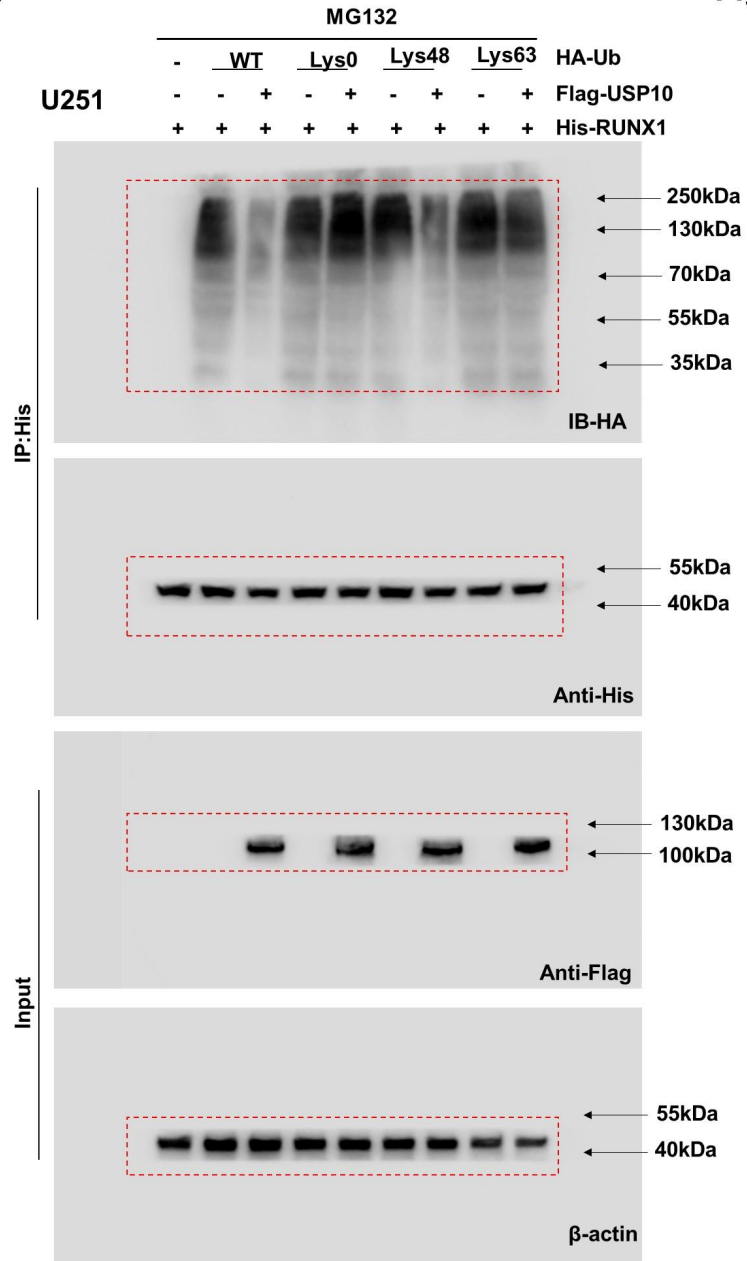 MG132
- WT Lys0 Lys48 Lys63 HA-Ub
U251
- - + - + - + - + Flag-USP10
+ + + + + + + + + His-RUNX1
250kDa
130kDa
70kDa
55kDa
35kDa
IB-HA
IP:His
55kDa
40kDa
Anti-His
130kDa
100kDa
Anti-Flag
Input
55kDa
40kDa
β-actin